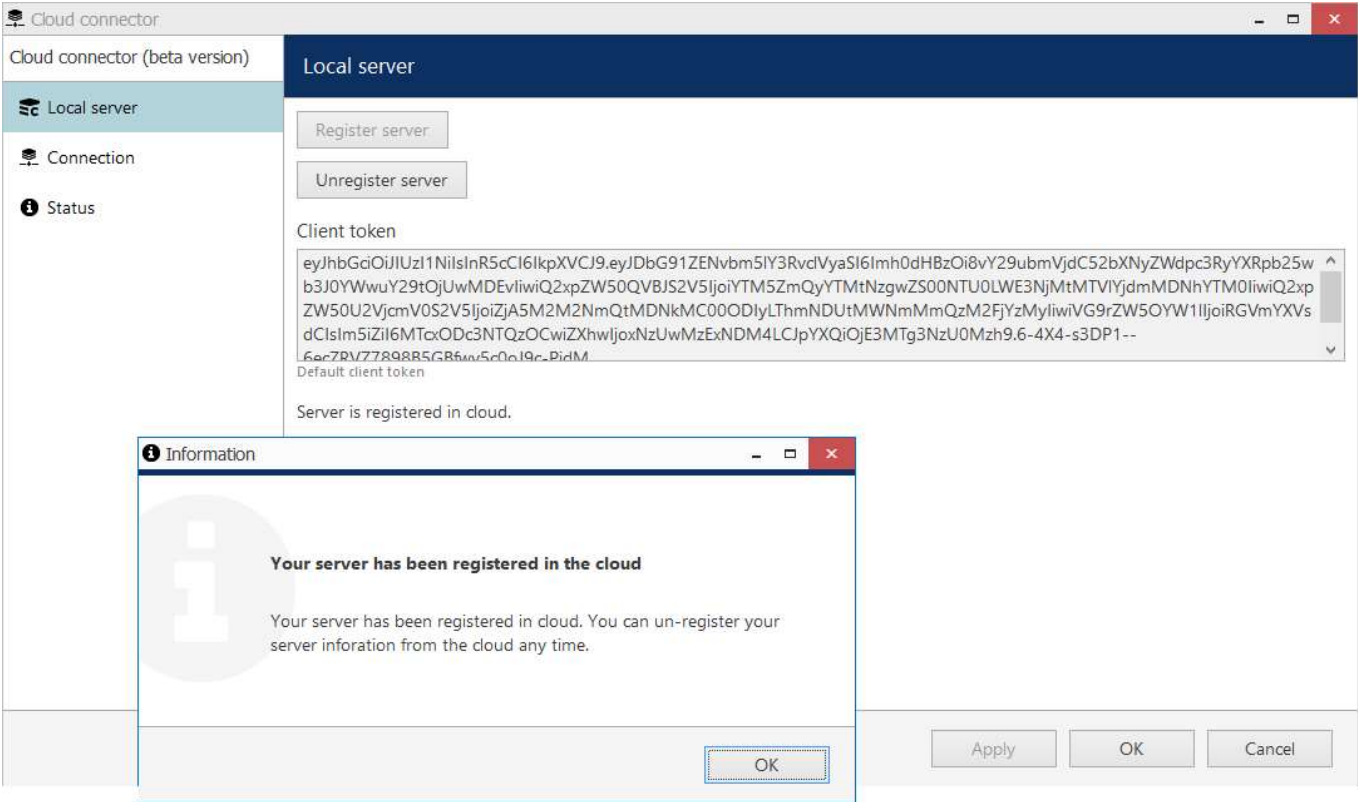 Cloud connector
Cloud connector (beta version)
Local server
Local server
Connection
Status
Register server
Unregister server
Client token
eyJhbGciOiJIUzI1NiIsInR5cCI6IkpXVCJ9.eyJDbG91ZENvbm5lY3RvclVyaSI6Imh0dHBzOi8vY29ubmVjdC52bXNyZWdpc3RyYXRpb25w
b3J0YWwuY29tOjUwMDEvIiwiQ2xpZW50QVBJS2V5IjoiYTM5ZmQyYTMtNzgwZS00NTU0LWE3NjMtMTVlYjdmMDNhYTM0IiwiQ2xp
ZW50U2VjcmV0S2V5IjoiZjA5M2M2NmQtMDNkMC00ODIyLThmNDUtMWNmMmQzM2FjYzMyIiwiVG9rZW5OYW1lIjoiRGVmYXVs
dCIsIm5iZiI6MTcxODc3NTQzOCwiZXhwIjoxNzUwMzExNDM4LCJpYXQiOjE3MTg3NzU0Mzh9.6-4X4-s3DP1--
Default client token
Server is registered in cloud.
Information
Your server has been registered in the cloud
Your server has been registered in cloud. You can un-register your
server inforation from the cloud any time.
OK
Apply
OK
Cancel